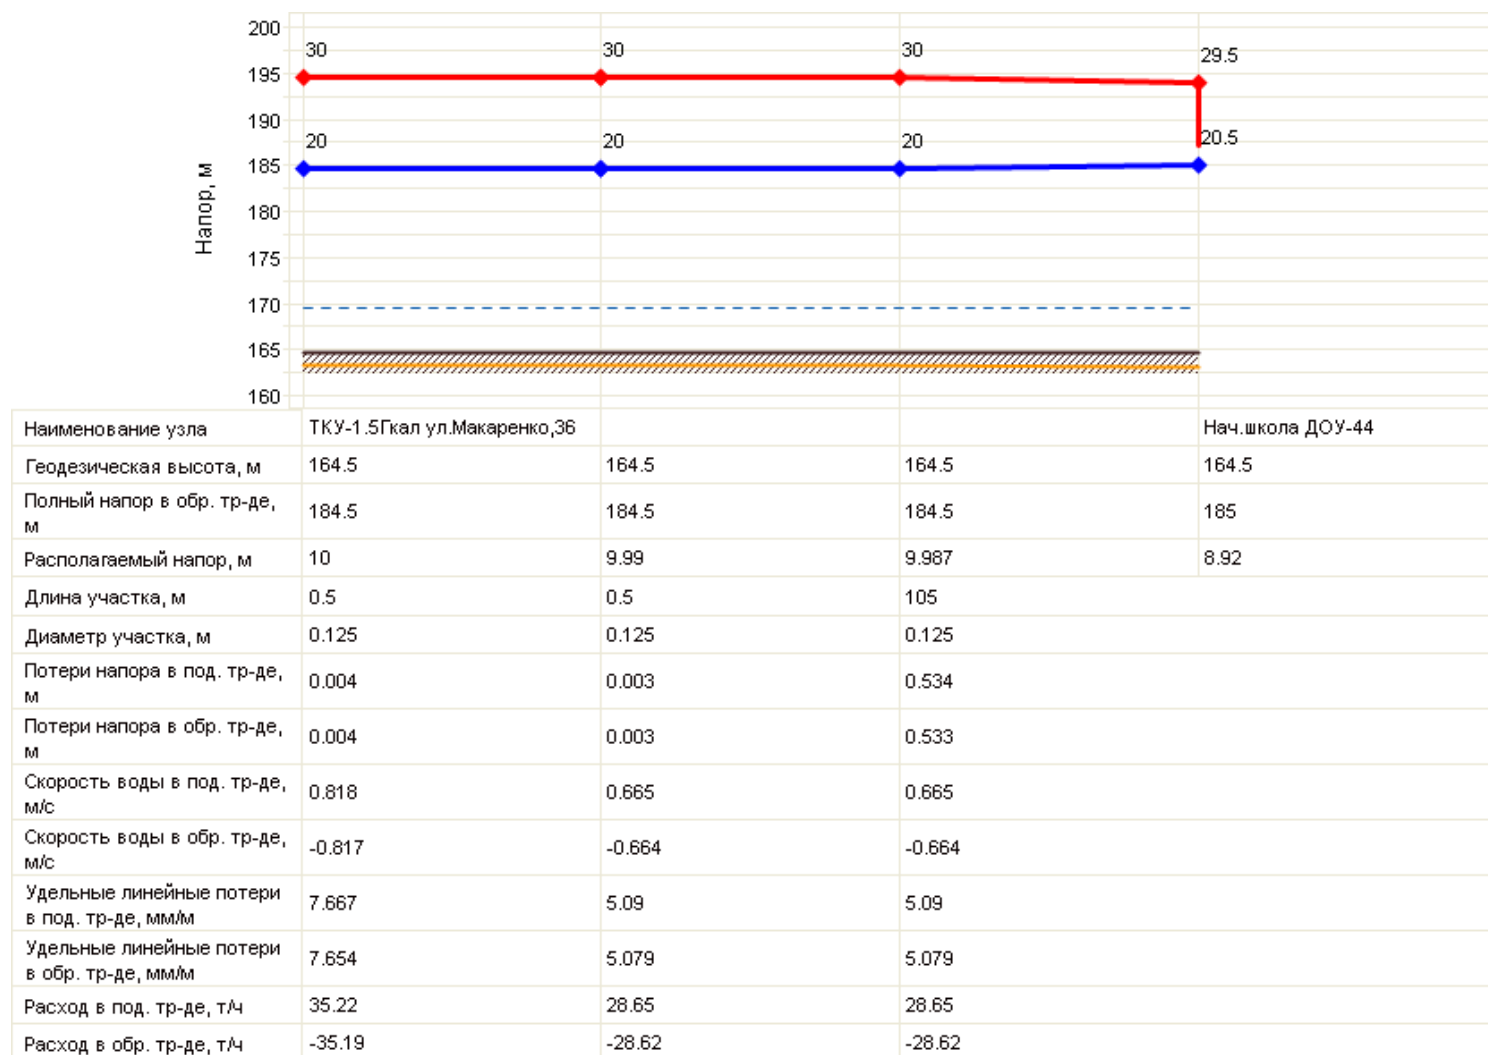 200
30
30
30
29.5
195
190
20
20
20
20.5
185
Напор, м
180
175
170
165
160
Наименование узла
ТКУ-1.5Гкал ул.Макаренко,36
Нач.школа ДОУ-44
Геодезическая высота, м
164.5
164.5
164.5
164.5
Полный напор в обр. тр-де,
м
184.5
184.5
184.5
185
Располагаемый напор, м
10
9.99
9.987
8.92
Длина участка, м
0.5
0.5
105
Диаметр участка, м
0.125
0.125
0.125
Потери напора в под. тр-де,
м
0.004
0.003
0.534
Потери напора в обр. тр-де,
м
0.004
0.003
0.533
Скорость воды в под. тр-де,
м/с
0.818
0.665
0.665
Скорость воды в обр. тр-де,
м/с
-0.817
-0.664
-0.664
Удельные линейные потери
в под. тр-де, мм/м
7.667
5.09
5.09
Удельные линейные потери
в обр. тр-де, мм/м
7.654
5.079
5.079
Расход в под. тр-де, т/ч
35.22
28.65
28.65
Расход в обр. тр-де, т/ч
-35.19
-28.62
-28.62